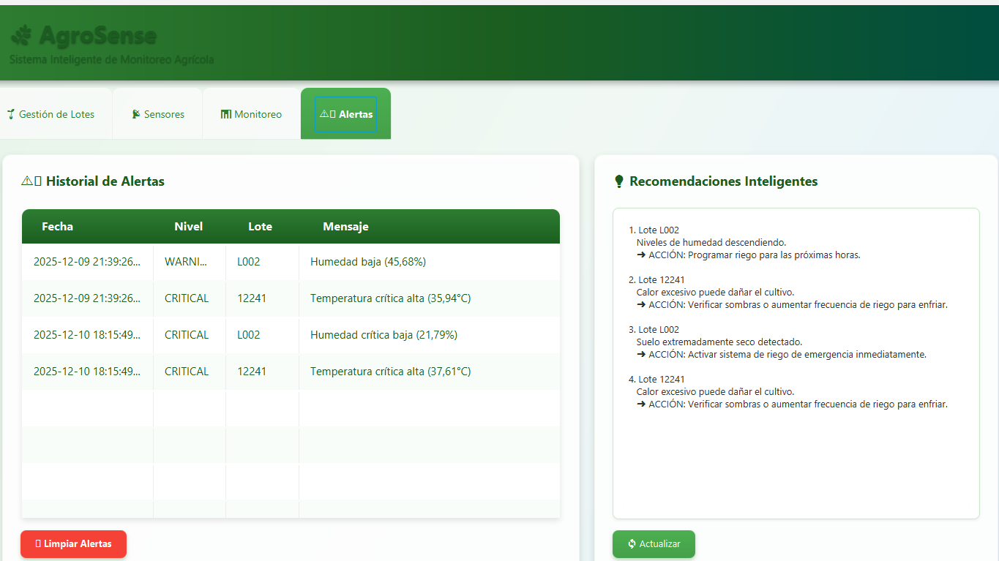 AgroSense
Sistema Inteligente de Monitoreo Agrícola
Gestión de Lotes
Sensores
Monitoreo
⚠ Alertas
⚠ Historial de Alertas
Fecha Nivel Lote Mensaje
2025-12-09 21:39:26... WARNI... L002 Humedad baja (45,68%)
2025-12-09 21:39:26... CRITICAL 12241 Temperatura crítica alta (35,94°C)
2025-12-10 18:15:49... CRITICAL L002 Humedad crítica baja (21,79%)
2025-12-10 18:15:49... CRITICAL 12241 Temperatura crítica alta (37,61°C)
Limpiar Alertas
Recomendaciones Inteligentes
1. Lote L002
Niveles de humedad descendiendo.
➜ ACCIÓN: Programar riego para las próximas horas.
2. Lote 12241
Calor excesivo puede dañar el cultivo.
➜ ACCIÓN: Verificar sombras o aumentar frecuencia de riego para enfriar.
3. Lote L002
Suelo extremadamente seco detectado.
➜ ACCIÓN: Activar sistema de riego de emergencia inmediatamente.
4. Lote 12241
Calor excesivo puede dañar el cultivo.
➜ ACCIÓN: Verificar sombras o aumentar frecuencia de riego para enfriar.
Actualizar